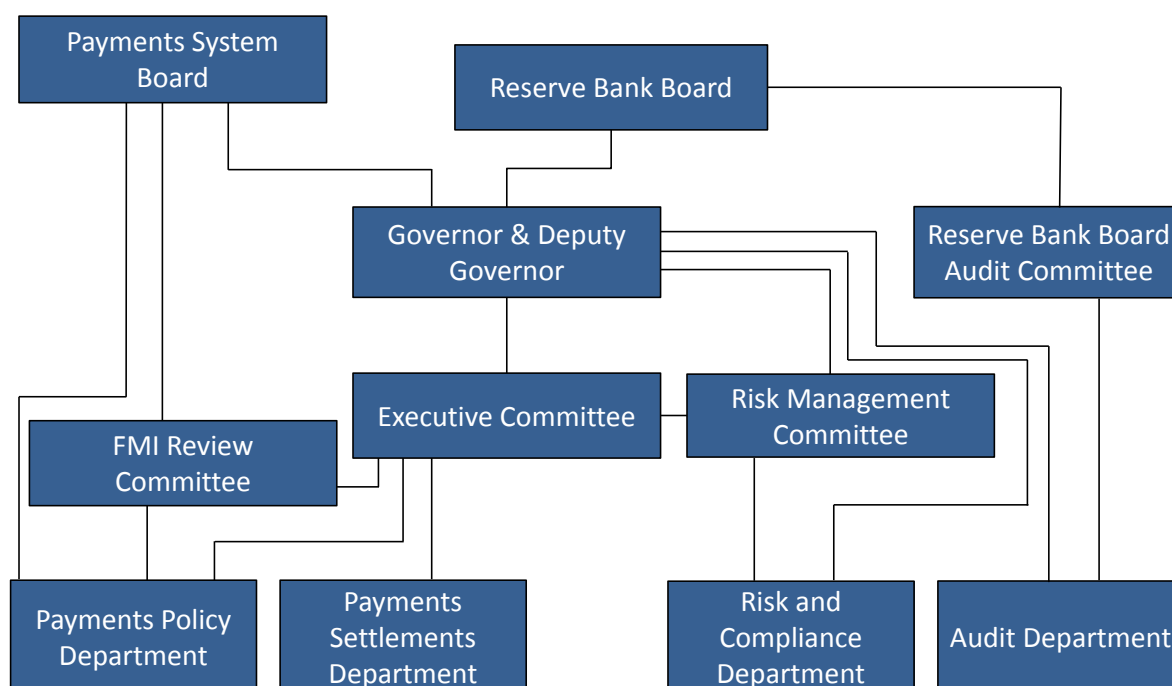 Payments System
Board
Reserve Bank Board
Governor & Deputy
Governor
Reserve Bank Board
Audit Committee
Executive Committee
Risk Management
Committee
FMI Review
Committee
Payments Policy
Department
Payments
Settlements
Department
Risk and
Compliance
Department
Audit Department